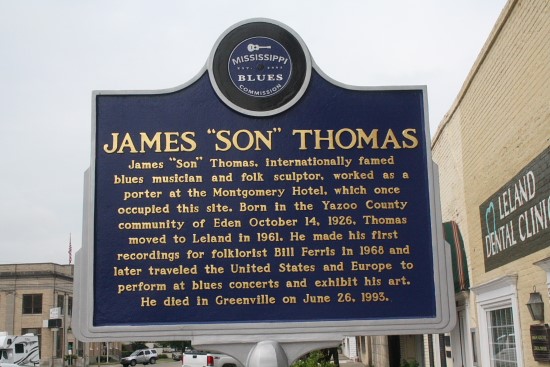 MISSISSIPPI
BLUES
COMMISSION
JAMES "SON" THOMAS
James "Son" Thomas, internationally famed
blues musician and folk sculptor, worked as a
porter at the Montgomery Hotel, which once
occupied this site. Born in the Yazoo County
community of Eden October 14, 1926, Thomas
moved to Leland in 1961. He made his first
recordings for folklorist Bill Ferris in 1968 and
later traveled the United States and Europe to
perform at blues concerts and exhibit his art.
He died in Greenville on June 26, 1993.
LELAND
DENTAL CLINIC